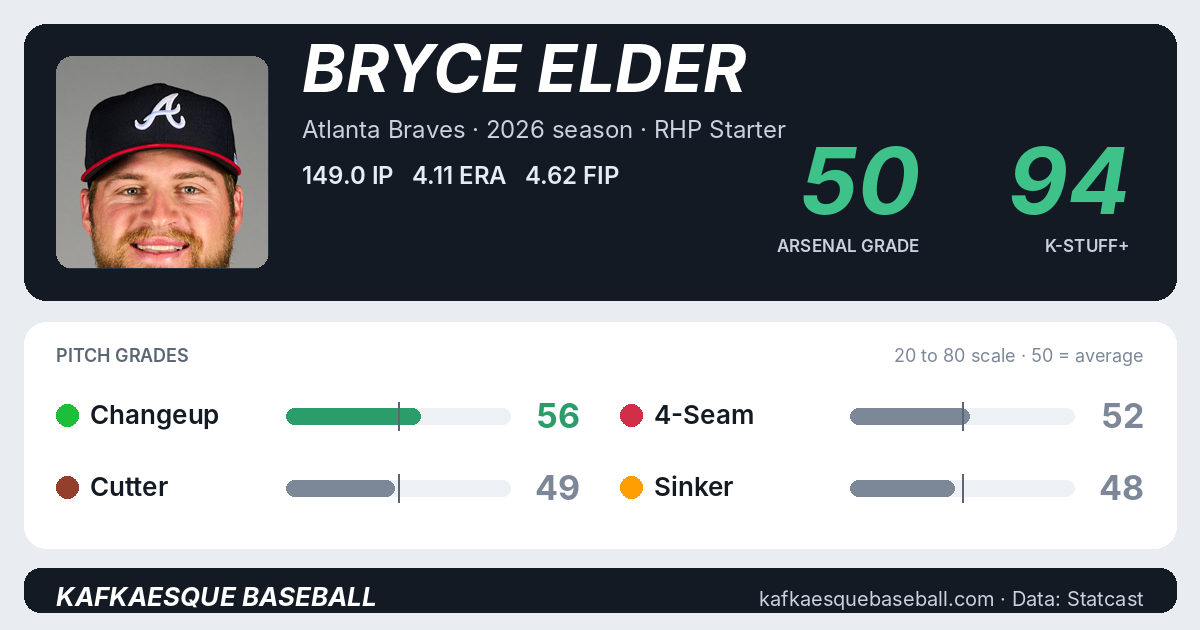 BRYCE ELDER
Atlanta Braves · 2026 season · RHP Starter
149.0 IP 4.11 ERA 4.62 FIP
50 94
ARSENAL GRADE K-STUFF+
PITCH GRADES 20 to 80 scale · 50 = average
Changeup 56 4-Seam 52
Cutter 49 Sinker 48
KAFKAESQUE BASEBALL kafkaesquebaseball.com · Data: Statcast